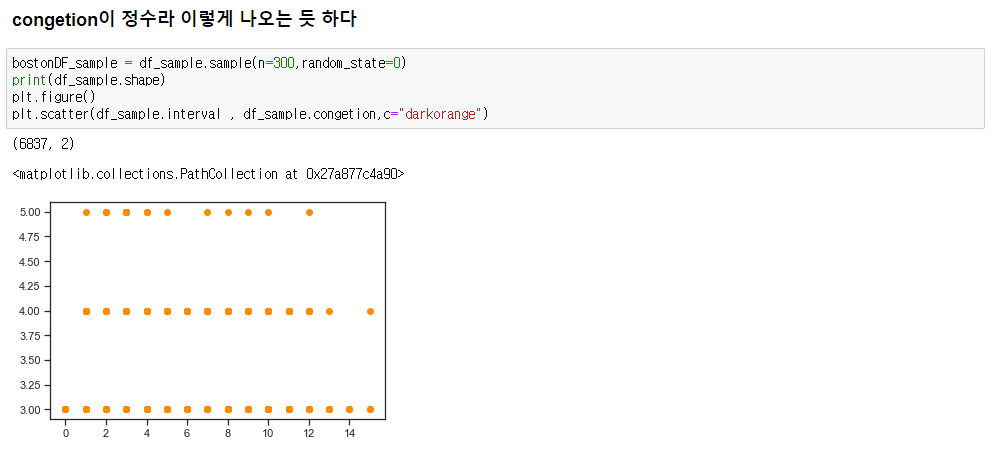 congetion이 정수라 이렇게 나오는 듯 하다
bostonDF_sample = df_sample.sample(n=300,random_state=0)
print(df_sample.shape)
plt.figure()
plt.scatter(df_sample.interval , df_sample.congetion,c="darkorange")
(6837, 2)
<matplotlib.collections.PathCollection at 0x27a877c4a90>
5.00
4.75
4.50
4.25
4.00
3.75
3.50
3.25
3.00
0 2 4 6 8 10 12 14